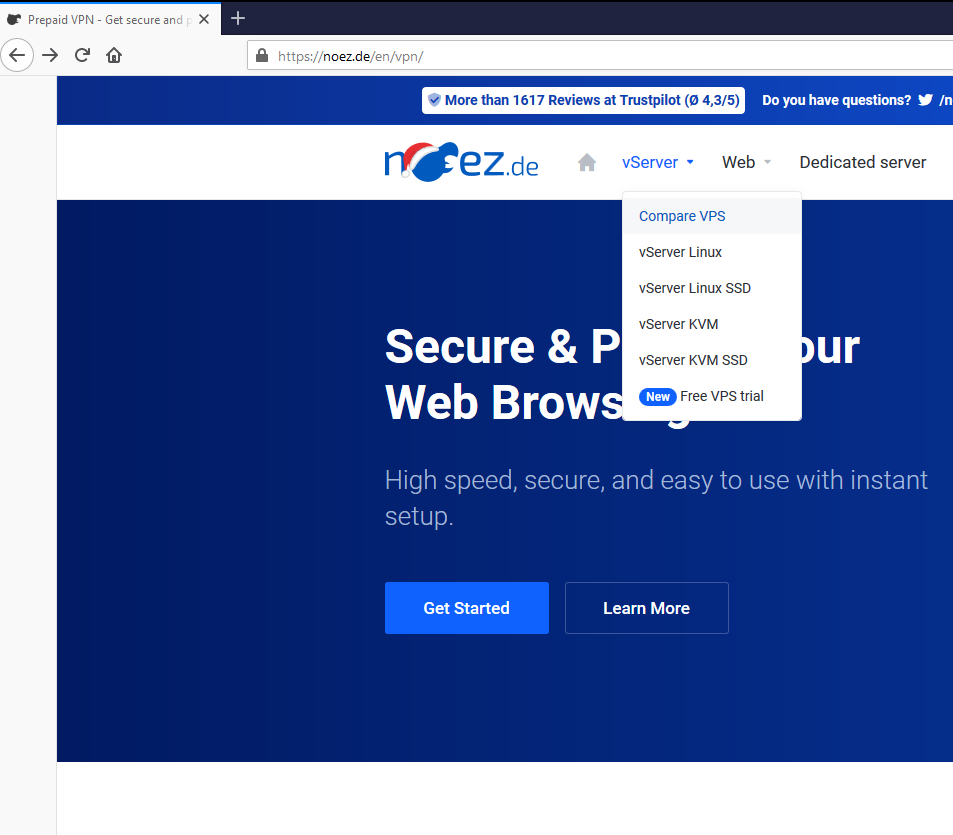 Prepaid VPN - Get secure and p
https://noez.de/en/vpn/
More than 1617 Reviews at Trustpilot (Ø 4,3/5)
Do you have questions? /n
noez.de
vServer
Web
Dedicated server
Compare VPS
vServer Linux
vServer Linux SSD
vServer KVM
vServer KVM SSD
New Free VPS trial
Secure & P our
Web Brows g
High speed, secure, and easy to use with instant
setup.
Get Started
Learn More